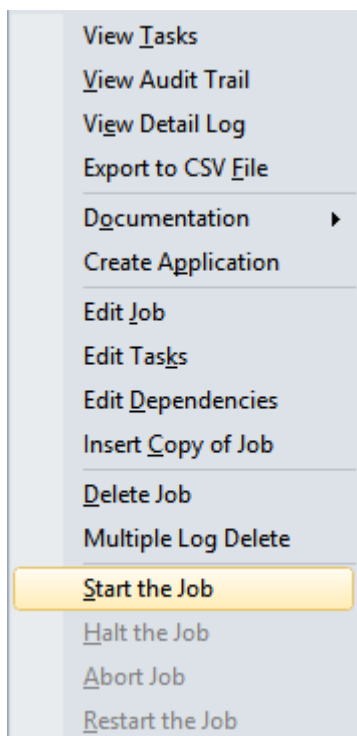 View Tasks
View Audit Trail
View Detail Log
Export to CSV File
Documentation
Create Application
Edit Job
Edit Tasks
Edit Dependencies
Insert Copy of Job
Delete Job
Multiple Log Delete
Start the Job
Halt the Job
Abort Job
Restart the Job